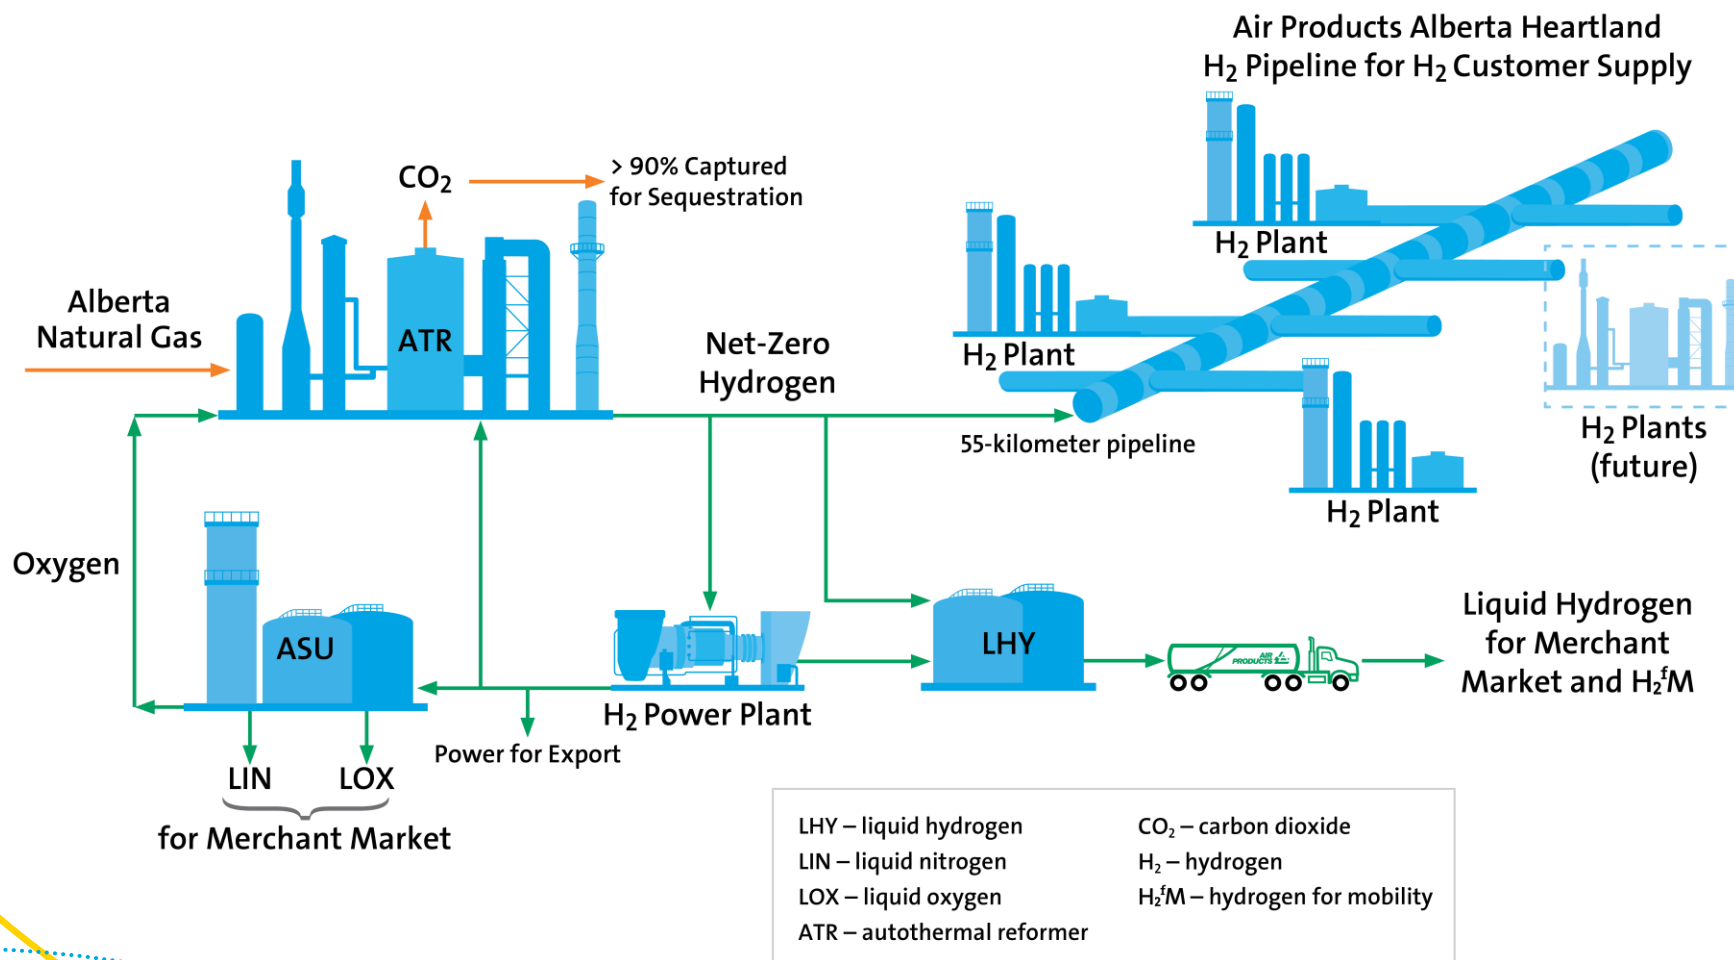 Air Products Alberta Heartland
H₂ Pipeline for H₂ Customer Supply
CO₂
> 90% Captured
for Sequestration
H₂ Plant
Alberta
Natural Gas
ATR
Net-Zero
Hydrogen
H₂ Plant
55-kilometer pipeline
H₂ Plants
(future)
H₂ Plant
Oxygen
ASU
LHY
AIR
PRODUCTS
Liquid Hydrogen
for Merchant
Market and H₂fM
H₂ Power Plant
Power for Export
LIN
LOX
for Merchant Market
LHY – liquid hydrogen
LIN – liquid nitrogen
LOX – liquid oxygen
ATR – autothermal reformer
CO₂ – carbon dioxide
H₂ – hydrogen
H₂fM – hydrogen for mobility